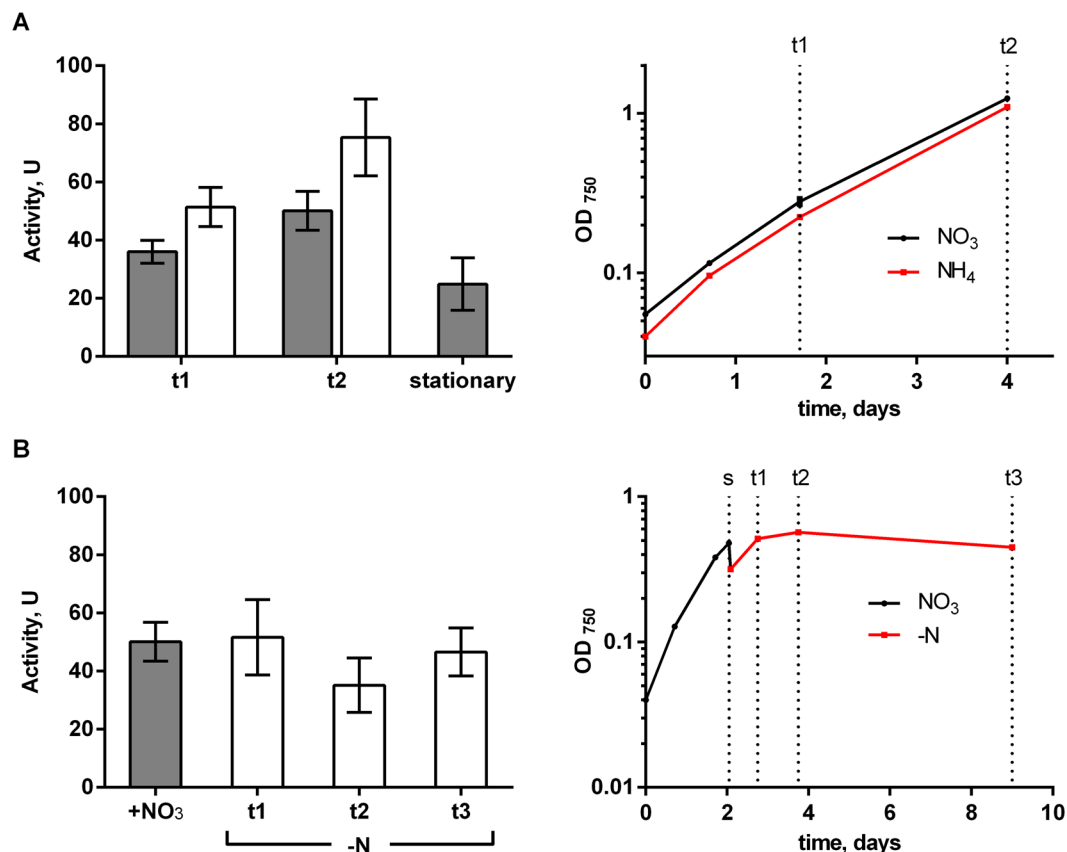 A
100
80
60
40
20
0
Activity, U
t1
t2
stationary
t1
t2
1
0.1
OD 750
NO3
NH4
0
1
2
3
4
time, days
B
100
80
60
40
20
0
Activity, U
+NO3
t1
t2
t3
-N
s
t1
t2
t3
1
0.1
0.01
OD 750
NO3
-N
0
2
4
6
8
10
time, days